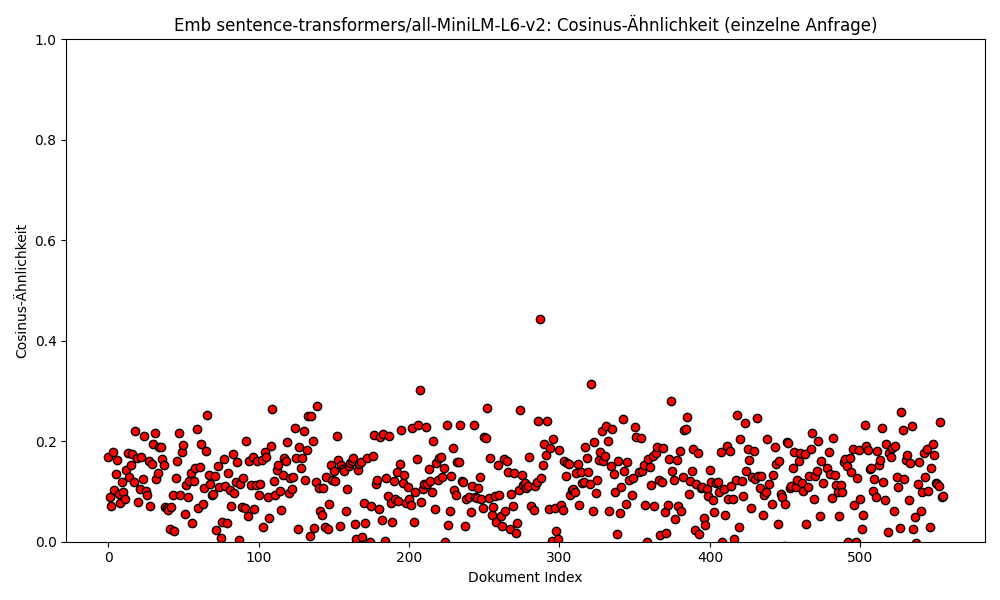 Emb sentence-transformers/all-MiniLM-L6-v2: Cosinus-Ähnlichkeit (einzelne Anfrage)
1.0
0.8
0.6
0.4
0.2
0.0
Cosinus-Ähnlichkeit
0 100 200 300 400 500
Dokument Index